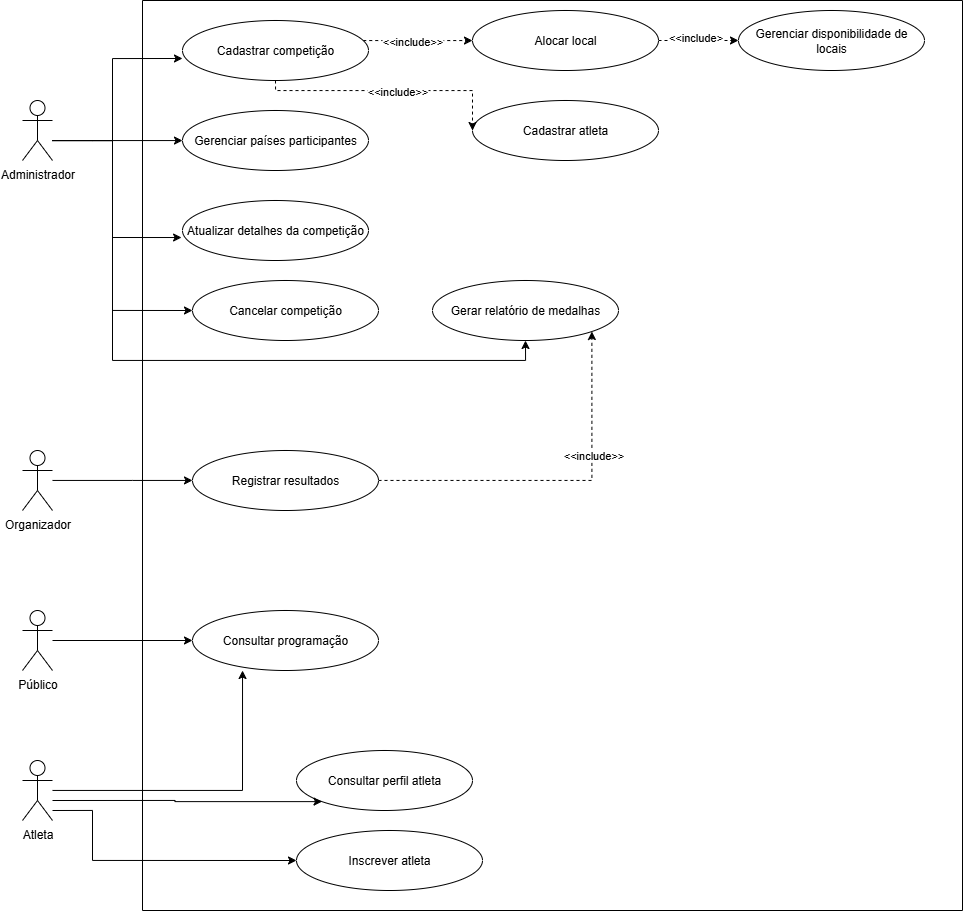 Cadastrar competição
<<include>>
Alocar local
<<include>
Gerenciar disponibilidade de
locais
<<include>>
Cadastrar atleta
Administrador
Gerenciar países participantes
Atualizar detalhes da competição
Cancelar competição
Gerar relatório de medalhas
<<include>>
Organizador
Registrar resultados
Público
Consultar programação
Atleta
Consultar perfil atleta
Inscrever atleta